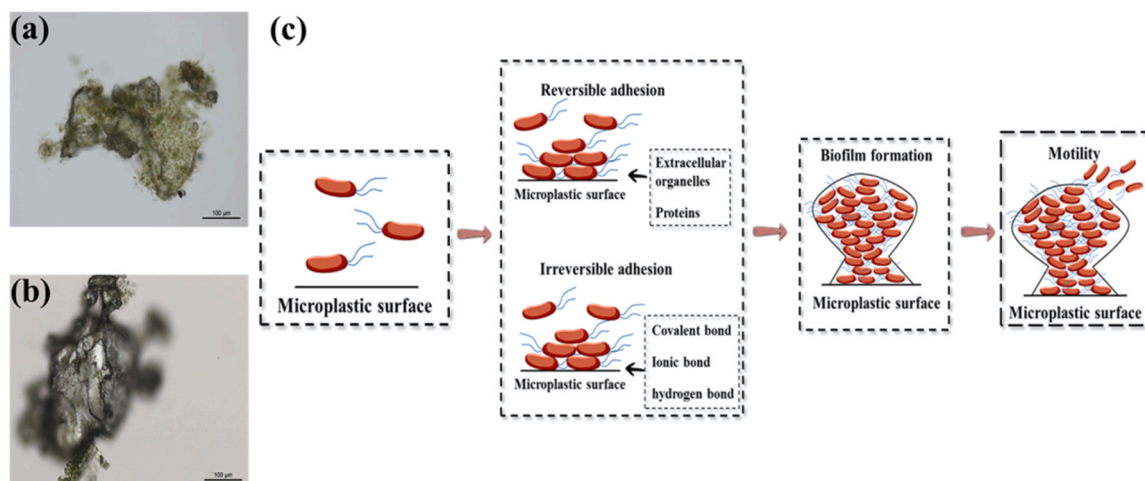 (a)
100 µm
(b)
100 µm
(c)
Microplastic surface
Reversible adhesion
Extracellular
organelles
Proteins
Microplastic surface
Irreversible adhesion
Covalent bond
Ionic bond
hydrogen bond
Microplastic surface
Biofilm formation
Microplastic surface
Motility
Microplastic surface